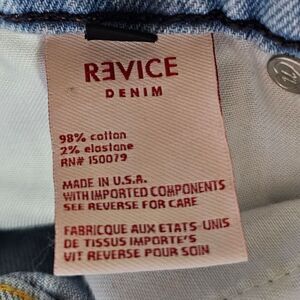 REVICE
DENIM
98% cotton
2% elastane
RN# 150079
MADE IN U.S.A.
WITH IMPORTED COMPONENTS
SEE REVERSE FOR CARE
FABRICQUE AUX ETATS-UNIS
DE TISSUS IMPORTE'S
VIT REVERSE POUR SOIN